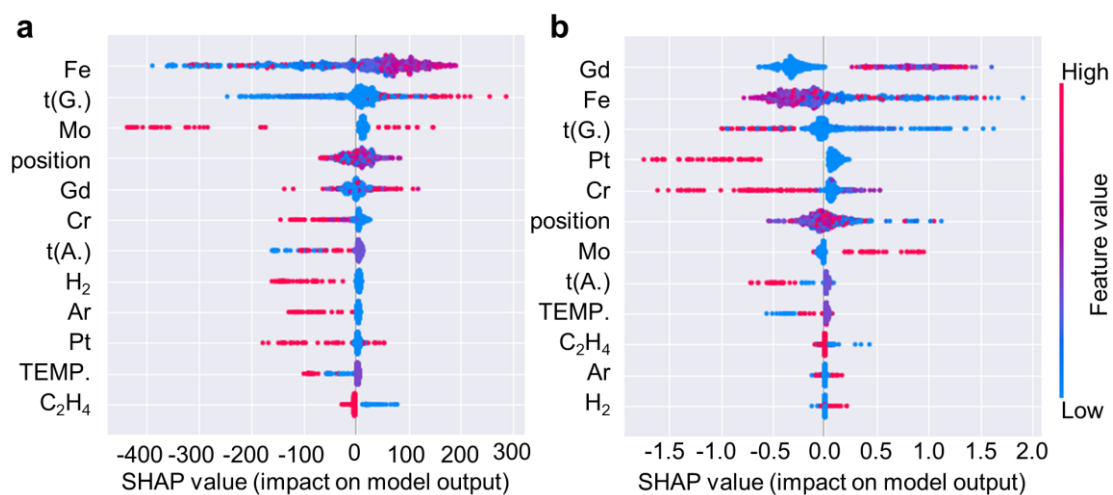 a
Fe
t(G.)
Mo
position
Gd
Cr
t(A.)
H₂
Ar
Pt
TEMP.
C₂H₄
-400 -300 -200 -100 0 100 200 300
SHAP value (impact on model output)
b
Gd
Fe
t(G.)
Pt
Cr
position
Mo
t(A.)
TEMP.
C₂H₄
Ar
H₂
-1.5 -1.0 -0.5 0.0 0.5 1.0 1.5 2.0
SHAP value (impact on model output)
High
Feature value
Low